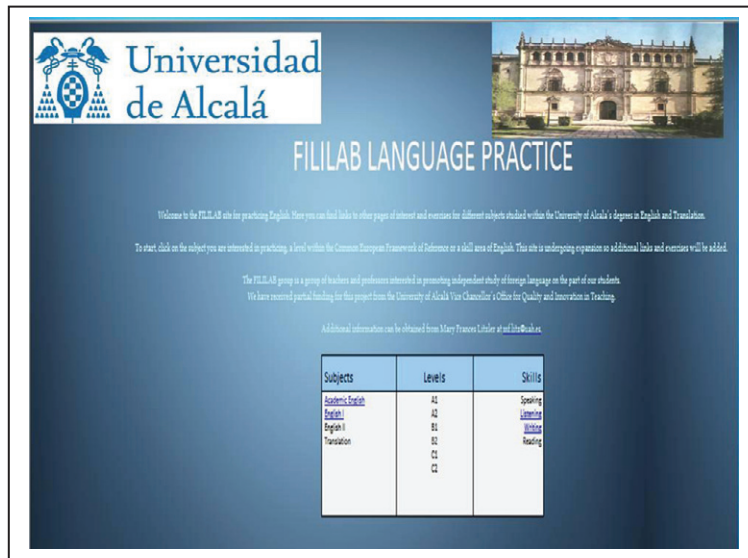 Universidad
de Alcalá
FILILAB LANGUAGE PRACTICE
Welcome to the FILILAB site for practicing English. Here you can find links to other pages of interest and exercises for different subjects studied within the University of Alcala´s degrees in English and Translation.
To start, click on the subject you are interested in practicing, a level within the Common European Framework of Reference or a skill area of English. This site is undergoing expansion so additional links and exercises will be added.
The FILILAB group is a group of teachers and professors interested in promoting independent study of foreign language on the part of our students.
We have received partial funding for this project from the University of Alcalá Vice Chancellor´s Office for Quality and Innovation in Teaching.
Additional information can be obtained from Mary Frances Litzler at
Subjects Levels Skills
Academic English A1 Speaking
English I A2 Listening
English II B1 Writing
Translation B2 Reading
C1
C2